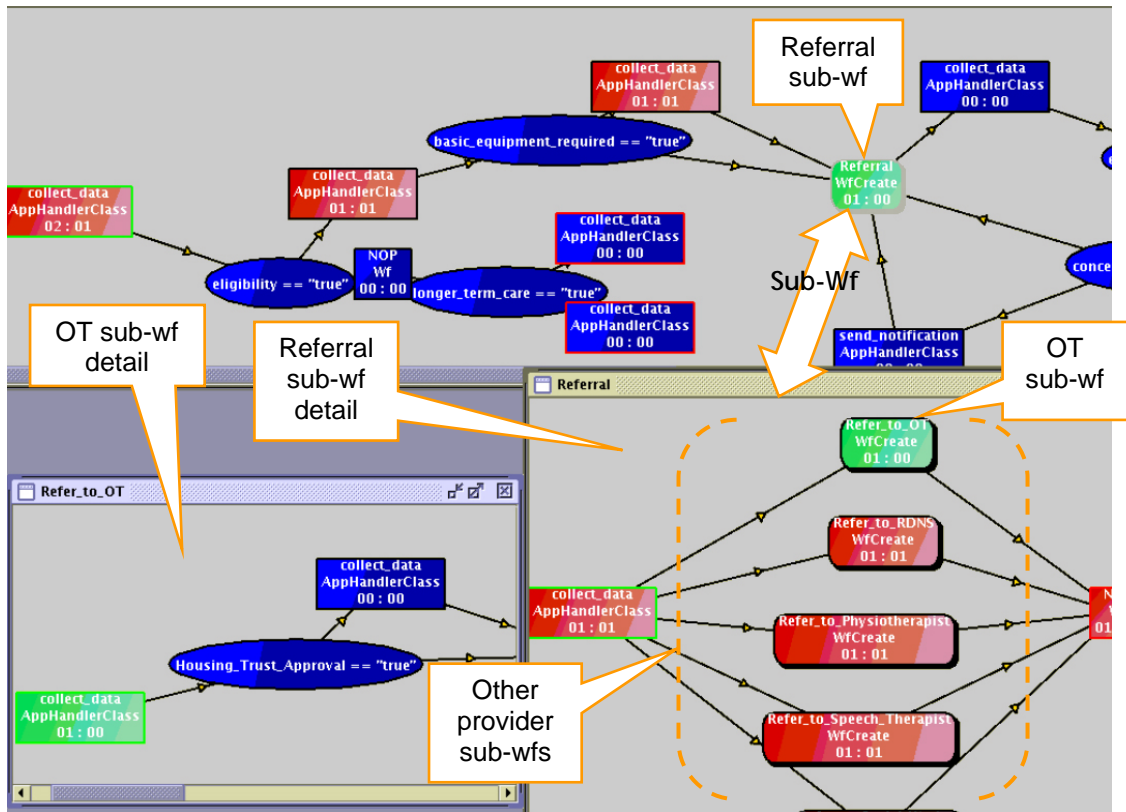 Referral
sub-wf
collect_data
AppHandlerClass
01 : 01
collect_data
AppHandlerClass
00 : 00
basic_equipment_required == "true"
Referral
WfCreate
01 : 00
collect_data
AppHandlerClass
01 : 01
collect_data
AppHandlerClass
02 : 01
collect_data
AppHandlerClass
00 : 00
NOP
Wf
00 : 00
eligibility == "true"
longer_term_care == "true"
conce
Sub-Wf
collect_data
AppHandlerClass
00 : 00
send_notification
AppHandlerClass
00 : 00
OT sub-wf
detail
Referral
sub-wf
detail
OT
sub-wf
Referral
Refer_to_OT
WfCreate
01 : 00
Refer_to_RDNS
WfCreate
01 : 01
collect_data
AppHandlerClass
01 : 01
Refer_to_Physiotherapist
WfCreate
01 : 01
Refer_to_Speech_Therapist
WfCreate
01 : 01
Other
provider
sub-wfs
Refer_to_OT
collect_data
AppHandlerClass
00 : 00
Housing_Trust_Approval == "true"
collect_data
AppHandlerClass
01 : 00